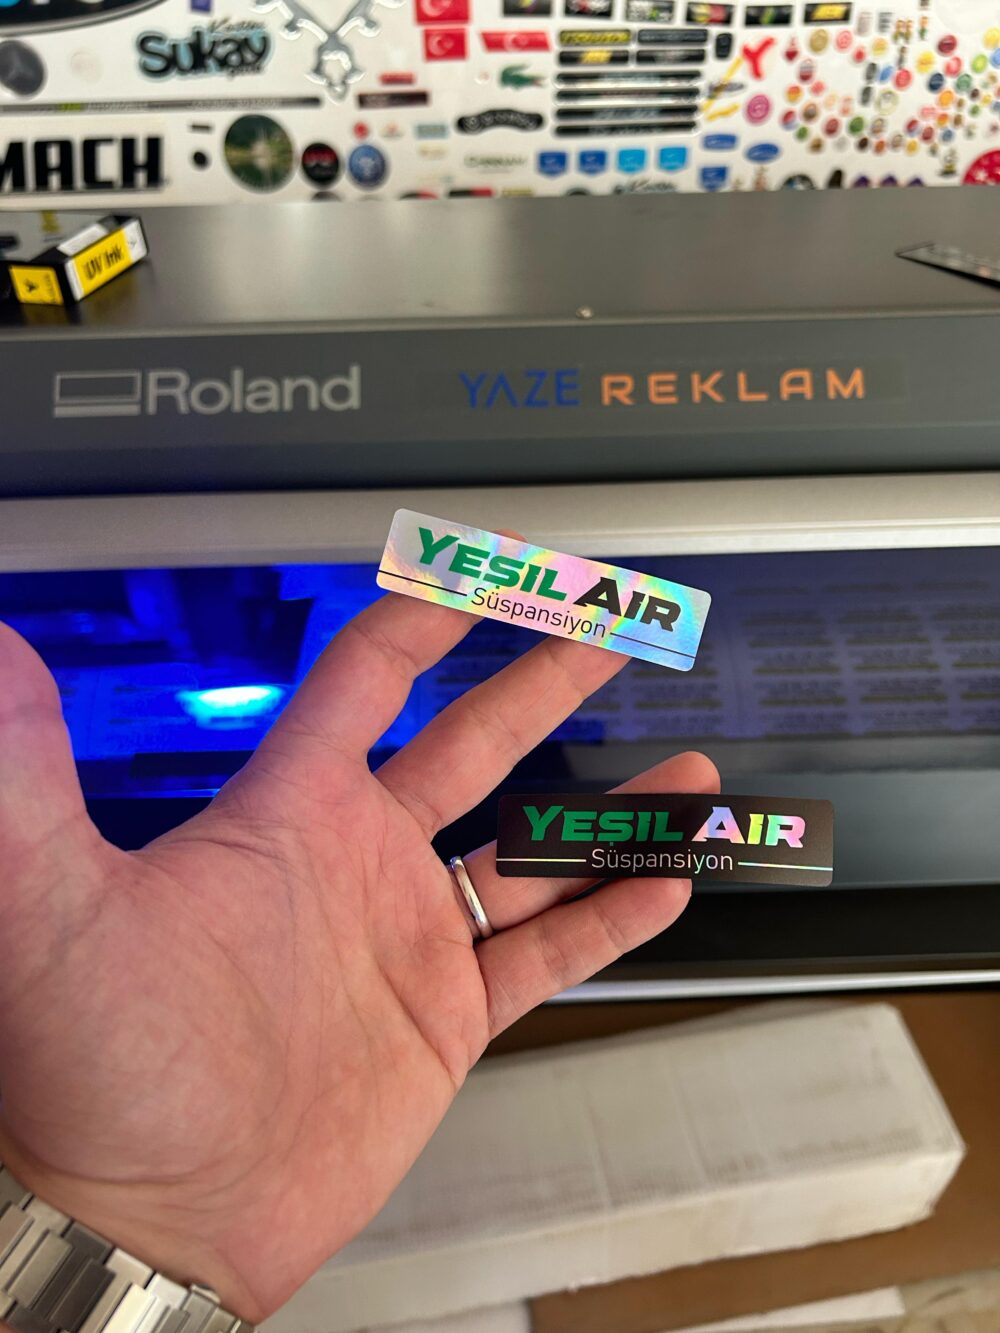 Sukay
MACH
UV Ink
Roland
YAZE REKLAM
YEŞIL AIR
Süspansiyon
YEŞIL AIR
Süspansiyon